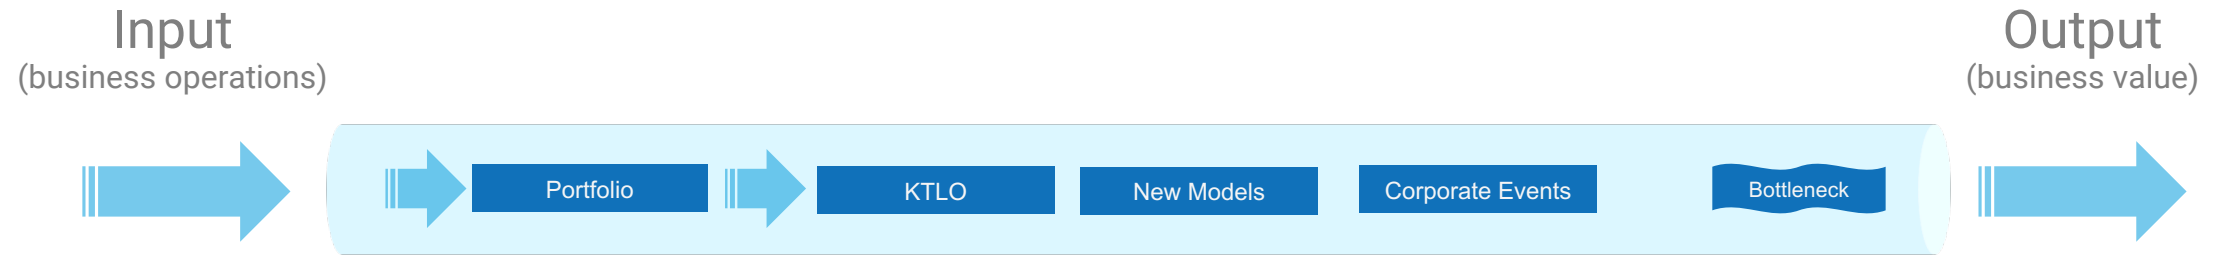 Input
(business operations)
Output
(business value)
Portfolio
KTLO
New Models
Corporate Events
Bottleneck